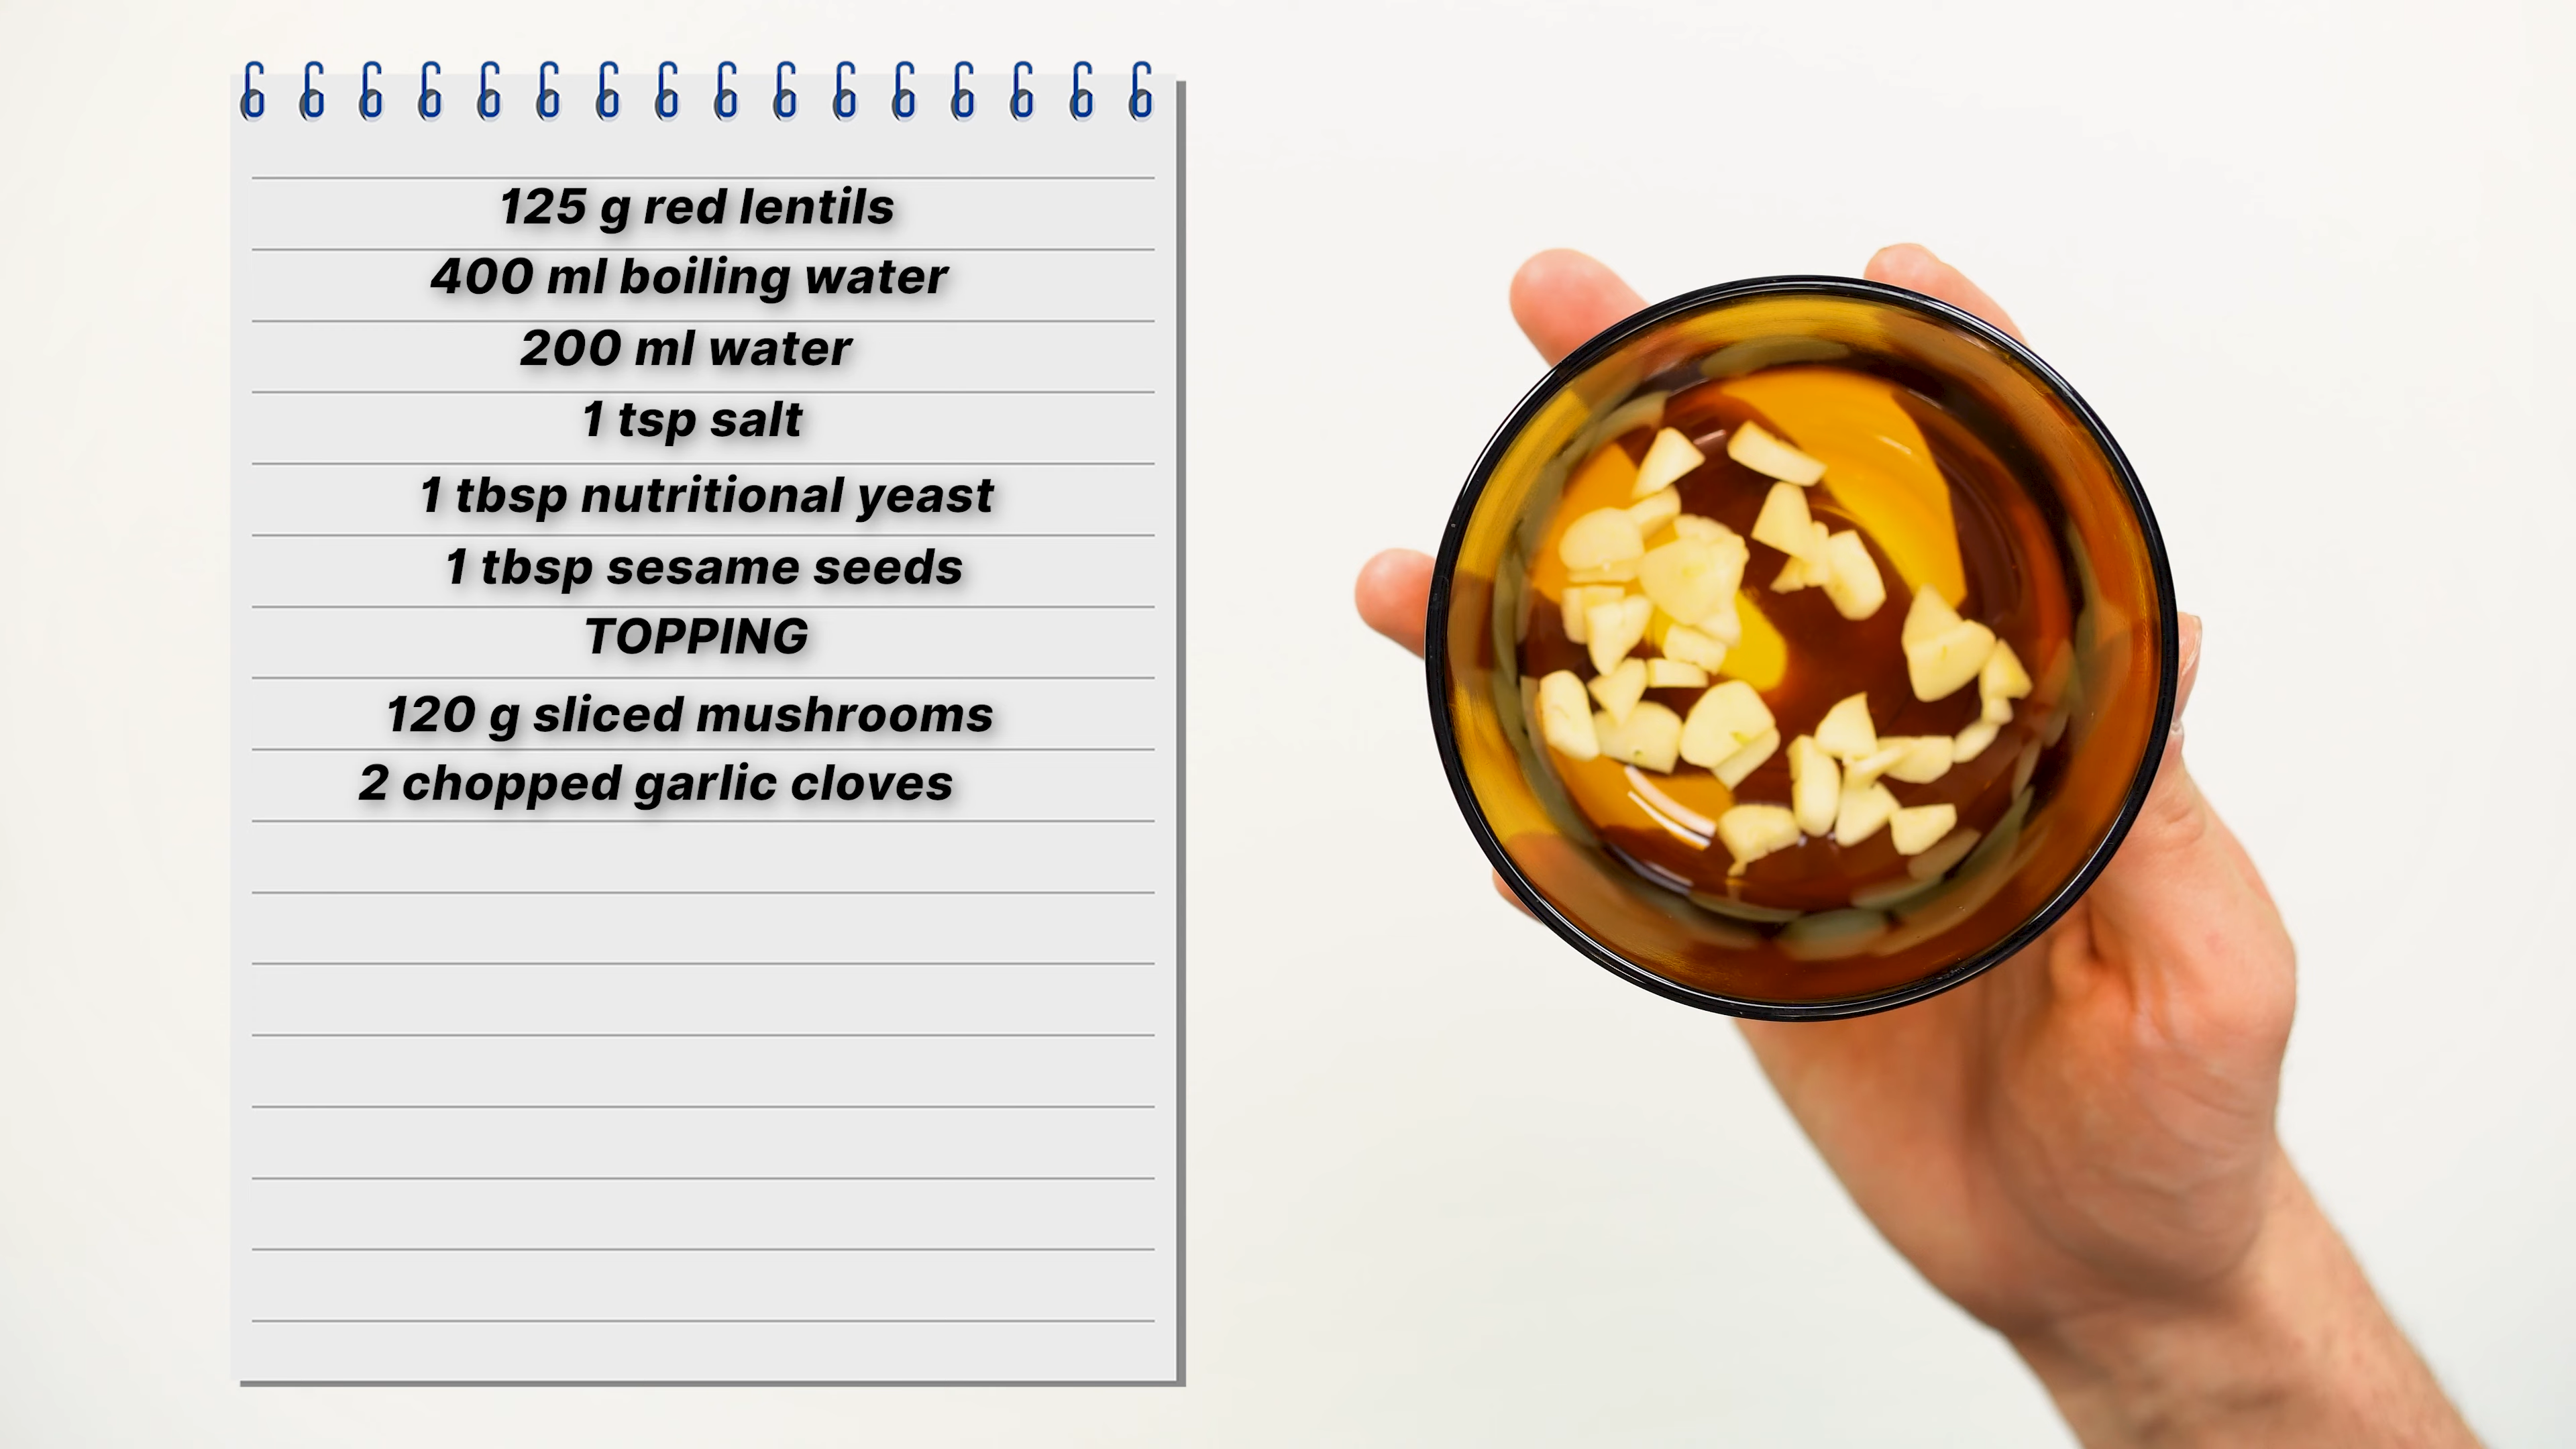 125 g red lentils
400 ml boiling water
200 ml water
1 tsp salt
1 tbsp nutritional yeast
1 tbsp sesame seeds
TOPPING
120 g sliced mushrooms
2 chopped garlic cloves